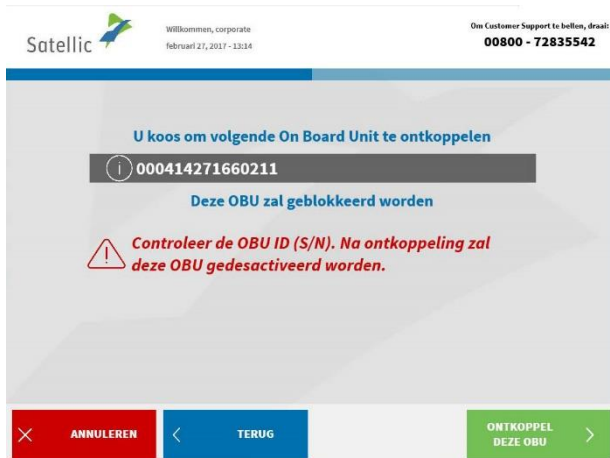 Satellic
Willkommen, corporate
februari 27, 2017 - 13:14
Om Customer Support te bellen, draai:
00800 - 72835542
U koos om volgende On Board Unit te ontkoppelen
000414271660211
Deze OBU zal geblokkeerd worden
Controleer de OBU ID (S/N). Na ontkoppeling zal
deze OBU gedesactiveerd worden.
ANNULEREN
TERUG
ONTKOPPEL
DEZE OBU